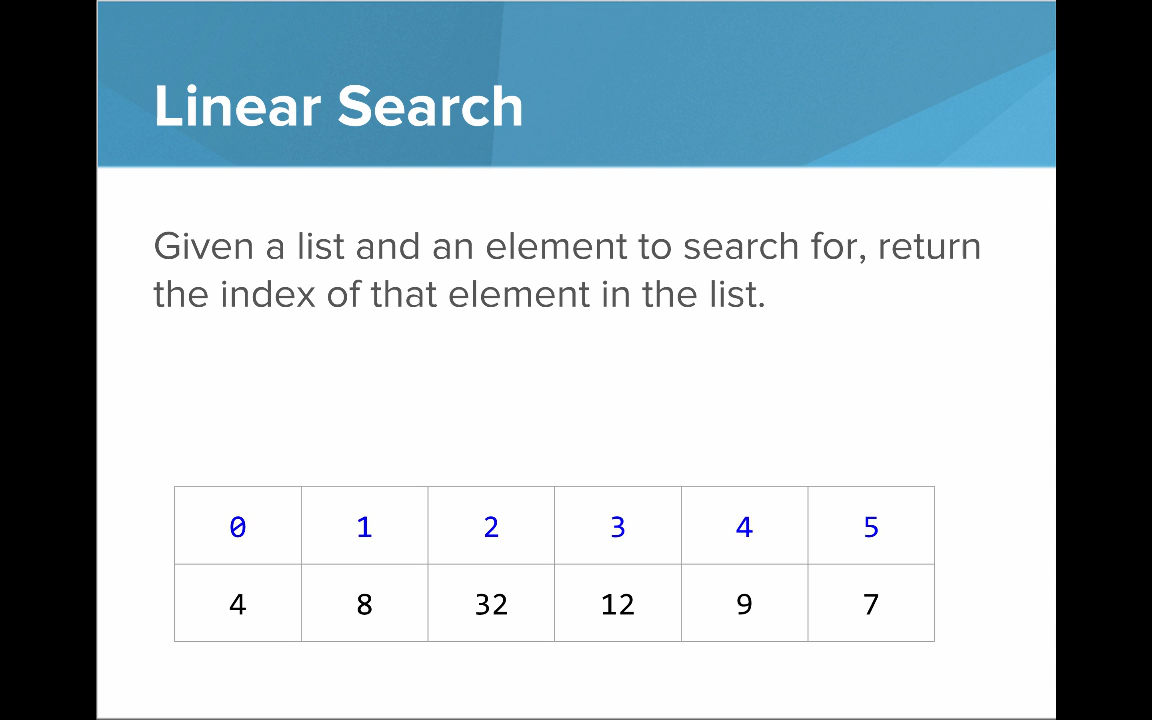 Linear Search
Given a list and an element to search for, return
the index of that element in the list.
0 1 2 3 4 5
4 8 32 12 9 7